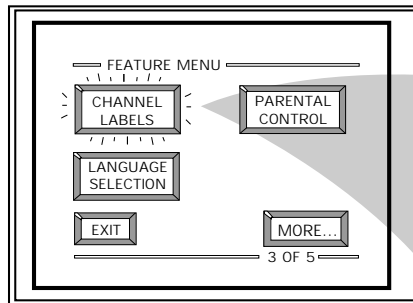 FEATURE MENU
CHANNEL
LABELS
PARENTAL
CONTROL
LANGUAGE
SELECTION
EXIT
MORE...
3 OF 5